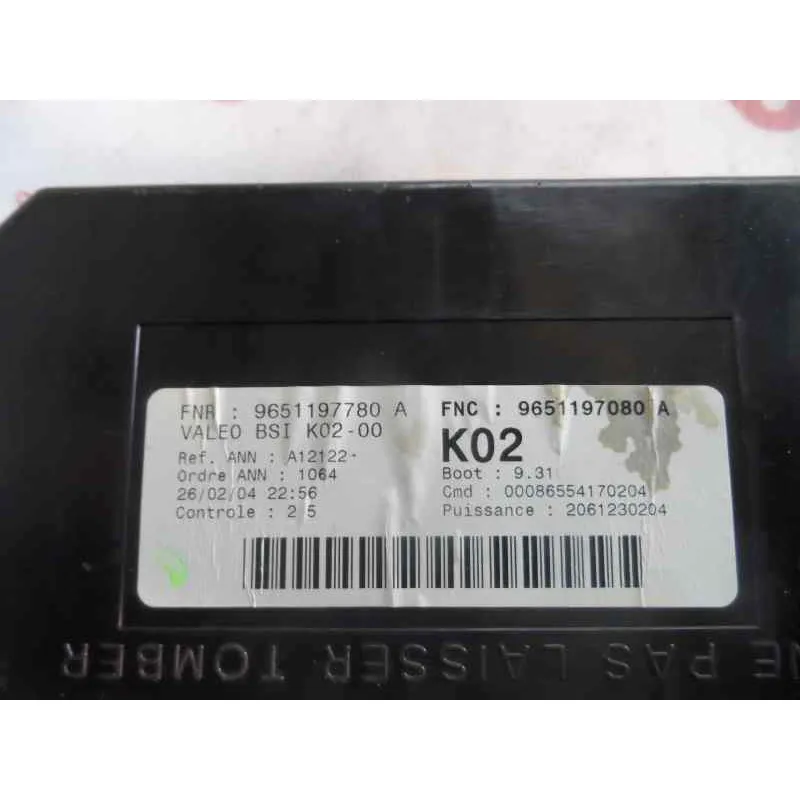 FNR : 9651197780 A
VALEO BSI K02-00
Ref. ANN : A12122-
Ordre ANN : 1064
26/02/04 22:56
Controle : 2 5
FNC : 9651197080 A
K02
Boot : 9.31
Cmd : 00086554170204
Puissance : 2061230204
NE PAS LAISSER TOMBER